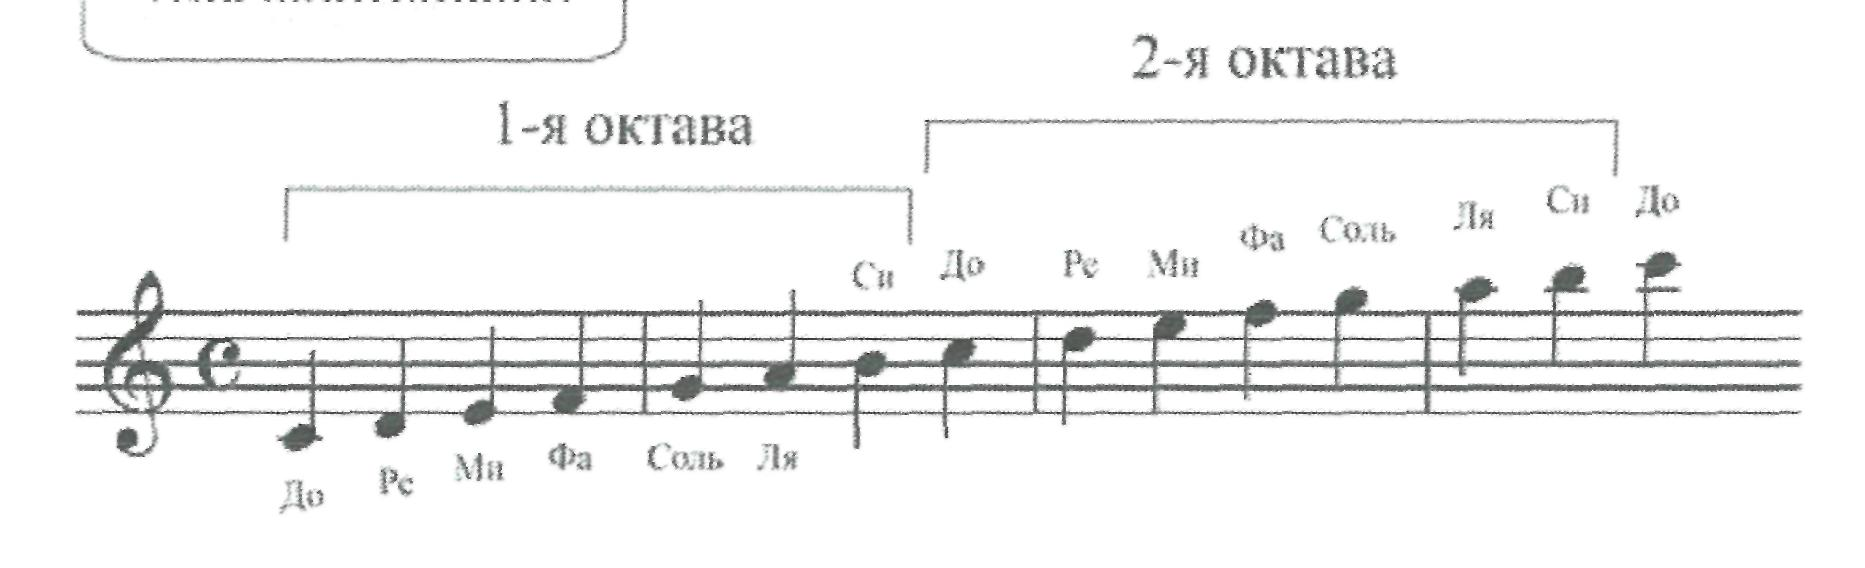 2-я октава
1-я октава
Си До Ре Ми Фа Соль Ля Си До
До Ре Ми Фа Соль Ля